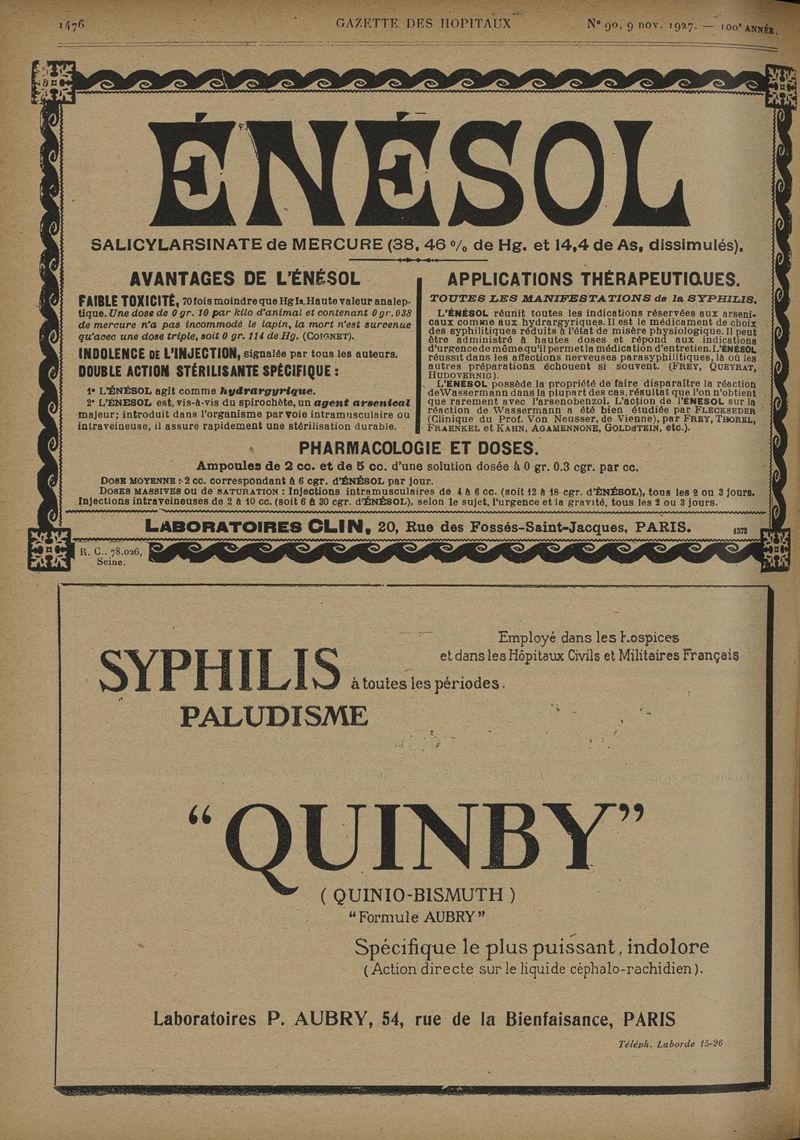 1476 GAZETTE DES HOPITAUX Nº 90, 9 nov. 1927. — 100e ANNÉE.
ÉNÉSOL
SALICYLARSINATE de MERCURE (38, 46 % de Hg. et 14,4 de As, dissimulés).
AVANTAGES DE L'ÉNÉSOL
FAIBLE TOXICITÉ, 70 fois moindre que Hg I2. Haute valeur analep-
tique. Une dose de 0 gr. 10 par kilo d'animal et contenant 0 gr. 038
de mercure n'a pas incommodé le lapin, la mort n'est survenue
qu'avec une dose triple, soit 0 gr. 114 de Hg. (COIGNET).
INDOLENCE DE L'INJECTION, signalée par tous les auteurs.
DOUBLE ACTION STÉRILISANTE SPÉCIFIQUE :
1º L'ÉNÉSOL agit comme hydrargyrique.
2º L'ÉNÉSOL est, vis-à-vis du spirochète, un agent arsenical
majeur; introduit dans l'organisme par voie intramusculaire ou
intraveineuse, il assure rapidement une stérilisation durable.
APPLICATIONS THÉRAPEUTIQUES.
TOUTES LES MANIFESTATIONS de la SYPHILIS.
L'ÉNÉSOL réunit toutes les indications réservées aux arseni-
caux comme aux hydrargyriques. Il est le médicament de choix
des syphilitiques réduits à l'état de misère physiologique. Il peut
être administré à hautes doses et répond aux indications
d'urgence de même qu'il permet la médication d'entretien. L'ÉNÉSOL
réussit dans les affections nerveuses parasyphilitiques, là où les
autres préparations échouent si souvent. (FREY, QUEYRAT,
HUDOVERNIG).
L'ENESOL possède la propriété de faire disparaître la réaction
de Wassermann dans la plupart des cas, résultat que l'on n'obtient
que rarement avec l'arsenobenzol. L'action de l'ENESOL sur la
réaction de Wassermann a été bien étudiée par FLECKSEDER
(Clinique du Prof. Von Neusser, de Vienne), par FREY, THOREL,
FRAENKEL et KAHN, AGAMENNONE, GOLDSTEIN, etc.).
PHARMACOLOGIE ET DOSES.
Ampoules de 2 cc. et de 5 cc. d'une solution dosée à 0 gr. 0.3 cgr. par cc.
DOSE MOYENNE : 2 cc. correspondant à 6 cgr. d'ÉNÉSOL par jour.
DOSES MASSIVES OU de SATURATION : Injections intramusculaires de 4 à 6 cc. (soit 12 à 18 cgr. d'ÉNÉSOL), tous les 2 ou 3 jours.
Injections intraveineuses de 2 à 10 cc. (soit 6 à 30 cgr. d'ÉNÉSOL), selon le sujet, l'urgence et la gravité, tous les 2 ou 3 jours.
LABORATOIRES CLIN, 20, Rue des Fossés-Saint-Jacques, PARIS. 1372
R. C.. 78.026,
Seine.
Employé dans les Hospices
et dans les Hôpitaux Civils et Militaires Français
SYPHILIS à toutes les périodes.
PALUDISME
“QUINBY”
( QUINIO-BISMUTH )
“Formule AUBRY”
Spécifique le plus puissant, indolore
( Action directe sur le liquide céphalo-rachidien ).
Laboratoires P. AUBRY, 54, rue de la Bienfaisance, PARIS
Téléph. Laborde 15-26